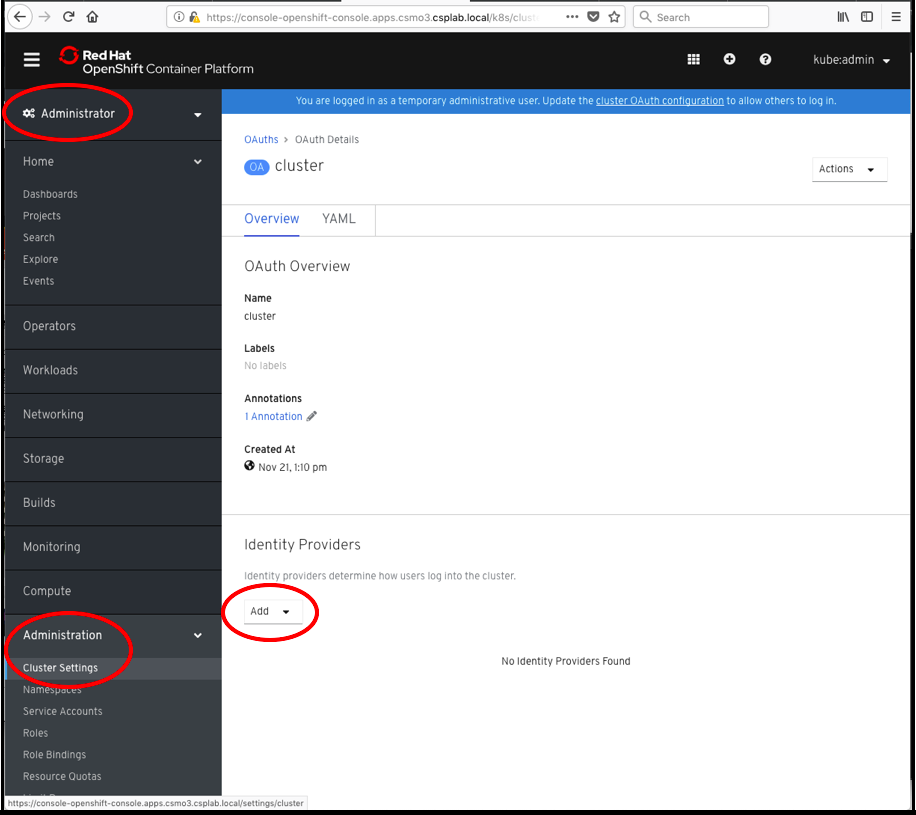 https://console-openshift-console.apps.csmo3.csplab.local/k8s/clus
Search
Red Hat
OpenShift Container Platform
kube:admin
Administrator
You are logged in as a temporary administrative user. Update the cluster OAuth configuration to allow others to log in.
Home
Dashboards
Projects
Search
Explore
Events
Operators
Workloads
Networking
Storage
Builds
Monitoring
Compute
Administration
Cluster Settings
Namespaces
Service Accounts
Roles
Role Bindings
Resource Quotas
OAuths > OAuth Details
OA cluster
Actions
Overview YAML
OAuth Overview
Name
cluster
Labels
No labels
Annotations
1 Annotation
Created At
Nov 21, 1:10 pm
Identity Providers
Identity providers determine how users log into the cluster.
Add
No Identity Providers Found
https://console-openshift-console.apps.csmo3.csplab.local/settings/cluster